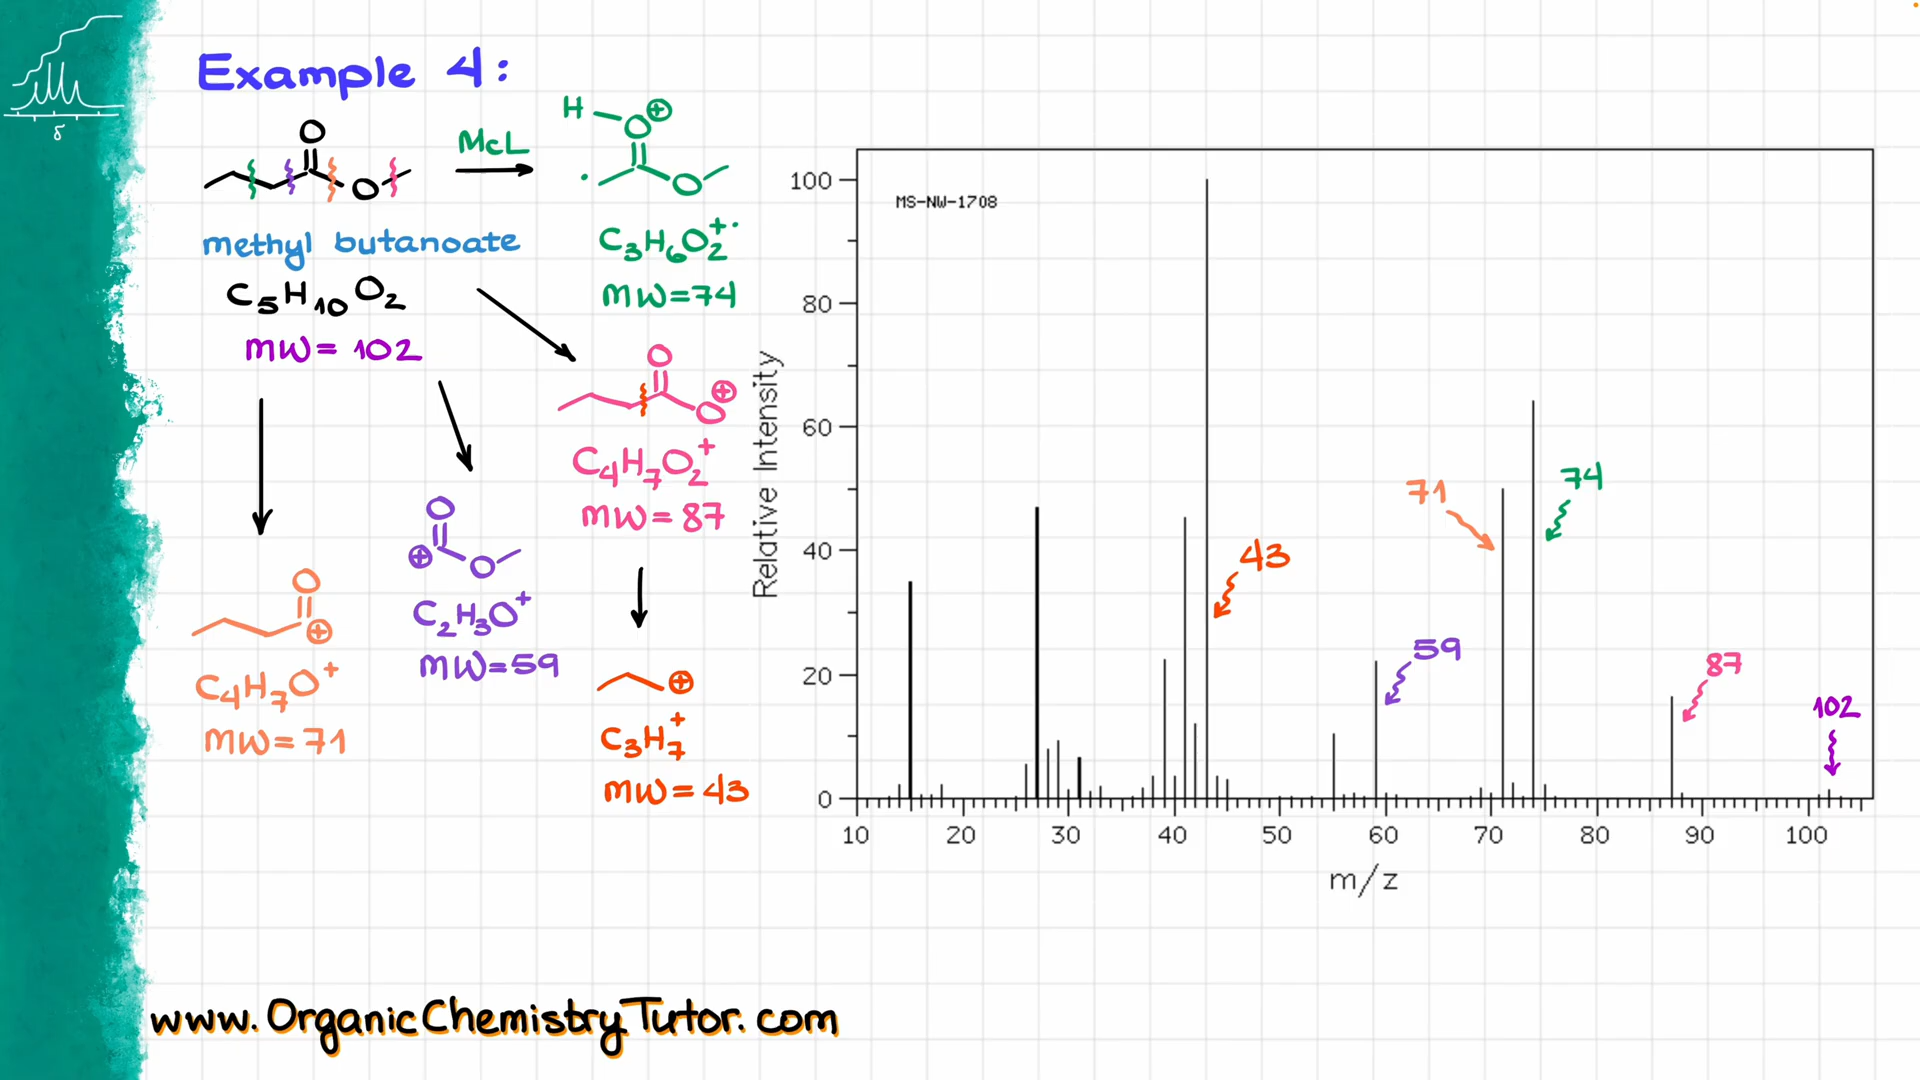 δ
Example 4:
O
O
McL
H
O⊕
O
methyl butanoate
C₅H₁₀O₂
MW= 102
C₃H₆O₂⁺·
MW=74
O
O⊕
C₄H₇O₂⁺
MW= 87
O
⊕
O
C₂H₃O⁺
MW=59
O
⊕
C₄H₇O⁺
MW= 71
⊕
C₃H₇⁺
MW= 43
MS-NW-1708
Relative Intensity
100
80
60
40
20
0
43
59
71
74
87
102
10 20 30 40 50 60 70 80 90 100
m/z
www.OrganicChemistryTutor.com